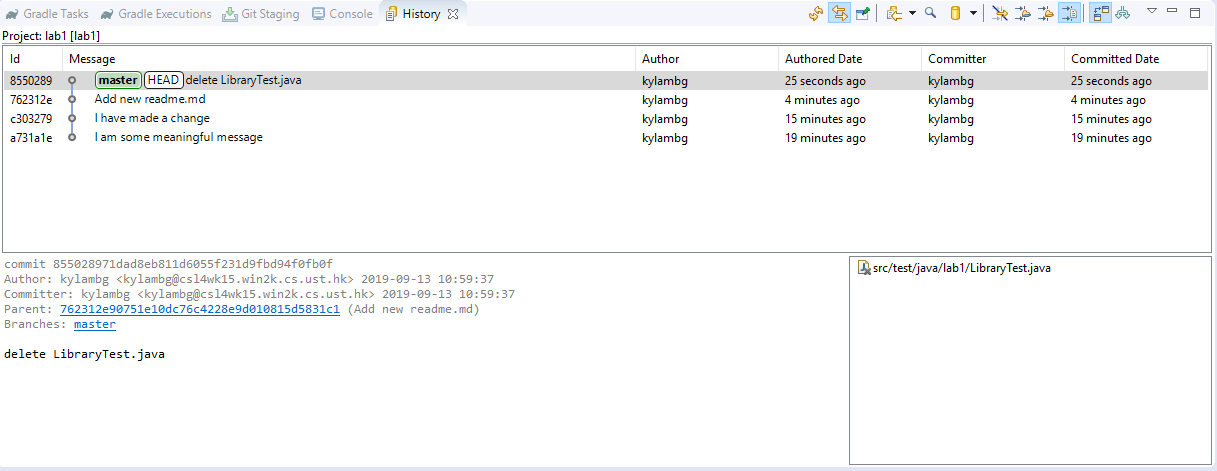 Gradle Tasks Gradle Executions Git Staging Console History
Project: lab1 [lab1]
Id Message Author Authored Date Committer Committed Date
8550289 master HEAD delete LibraryTest.java kylambg 25 seconds ago kylambg 25 seconds ago
762312e Add new readme.md kylambg 4 minutes ago kylambg 4 minutes ago
c303279 I have made a change kylambg 15 minutes ago kylambg 15 minutes ago
a731a1e I am some meaningful message kylambg 19 minutes ago kylambg 19 minutes ago
commit 855028971dad8eb811d6055f231d9fbd94f0fb0f
Author: kylambg <kylambg@csl4wk15.win2k.cs.ust.hk> 2019-09-13 10:59:37
Committer: kylambg <kylambg@csl4wk15.win2k.cs.ust.hk> 2019-09-13 10:59:37
Parent: 762312e90751e10dc76c4228e9d010815d5831c1 (Add new readme.md)
Branches: master
delete LibraryTest.java
src/test/java/lab1/LibraryTest.java